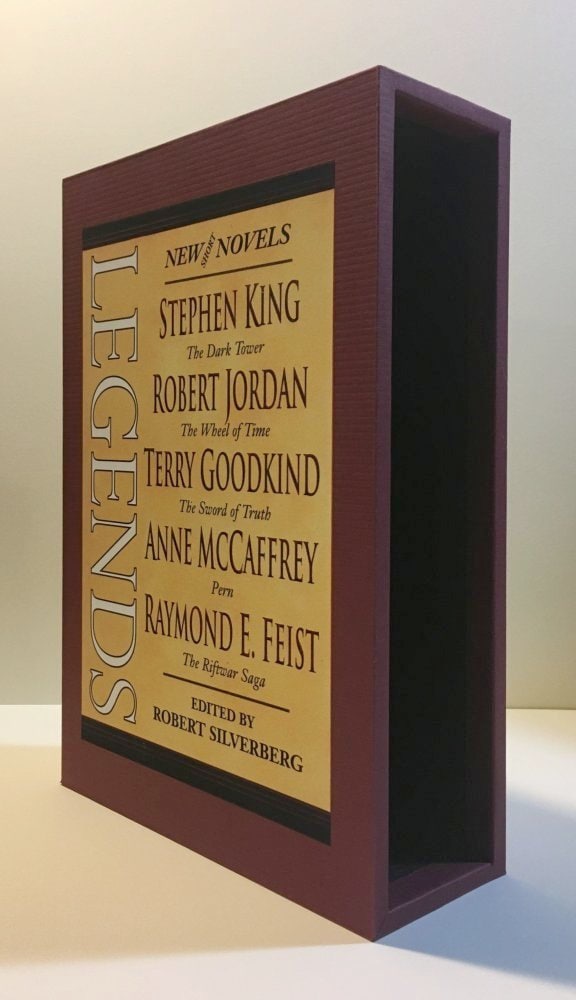 LEGENDS
NEW SHORT NOVELS
STEPHEN KING
The Dark Tower
ROBERT JORDAN
The Wheel of Time
TERRY GOODKIND
The Sword of Truth
ANNE MCCAFFREY
Pern
RAYMOND E. FEIST
The Riftwar Saga
EDITED BY
ROBERT SILVERBERG